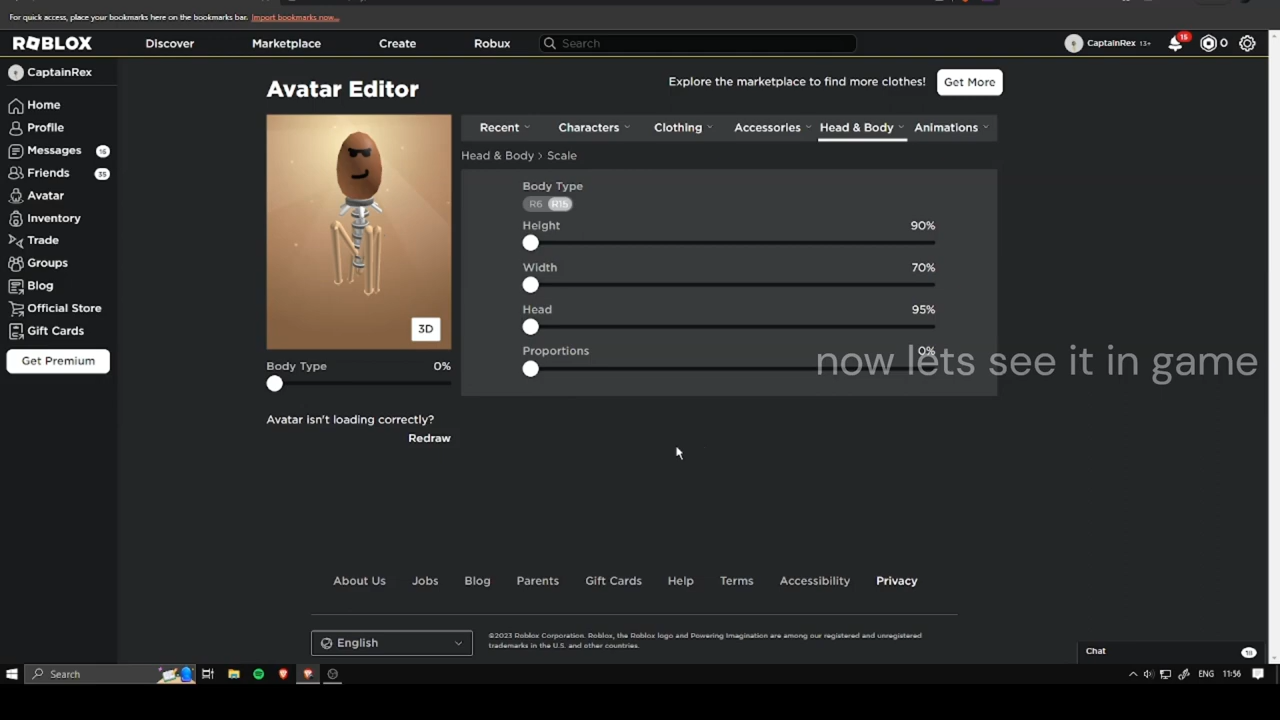 For quick access, place your bookmarks here on the bookmarks bar. Import bookmarks now...
ROBLOX
Discover
Marketplace
Create
Robux
Search
CaptainRex 13+
15
0
CaptainRex
Home
Profile
Messages 15
Friends 35
Avatar
Inventory
Trade
Groups
Blog
Official Store
Gift Cards
Get Premium
Avatar Editor
Explore the marketplace to find more clothes!
Get More
3D
Body Type 0%
Avatar isn't loading correctly?
Redraw
Recent
Characters
Clothing
Accessories
Head & Body
Animations
Head & Body > Scale
Body Type
R6 R15
Height 90%
Width 70%
Head 95%
Proportions 0%
now lets see it in game
About Us
Jobs
Blog
Parents
Gift Cards
Help
Terms
Accessibility
Privacy
English
©2023 Roblox Corporation. Roblox, the Roblox logo and Powering Imagination are among our registered and unregistered
trademarks in the U.S. and other countries.
Chat
Search
ENG
11:56